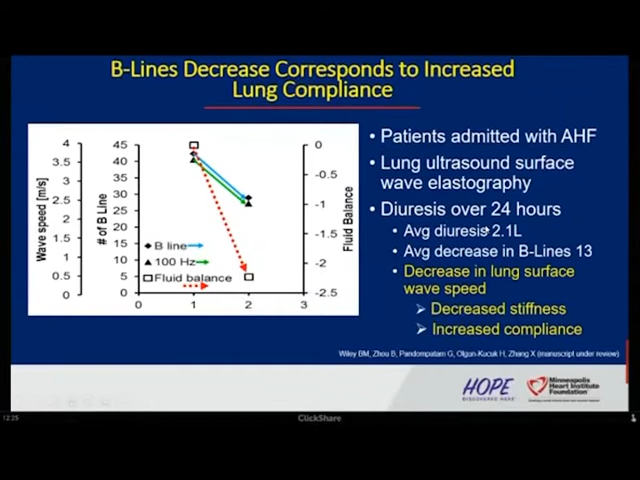 B-Lines Decrease Corresponds to Increased
Lung Compliance
4
3.5
3
2.5
2
1.5
1
0.5
0
Wave speed [m/s]
45
40
35
30
25
20
15
10
5
0
# of B Line
0
-0.5
-1
-1.5
-2
-2.5
Fluid Balance
B line
100 Hz
Fluid balance
0
1
2
3
• Patients admitted with AHF
• Lung ultrasound surface
wave elastography
• Diuresis over 24 hours
• Avg diuresis 2.1L
• Avg decrease in B-Lines 13
• Decrease in lung surface
wave speed
➢ Decreased stiffness
➢ Increased compliance
Wiley BM, Zhou B, Pandompatam G, Olgun-Kucuk H, Zhang X (manuscript under review)
HOPE
DISCOVERED HERE
Minneapolis
Heart Institute
Foundation
12:25
ClickShare